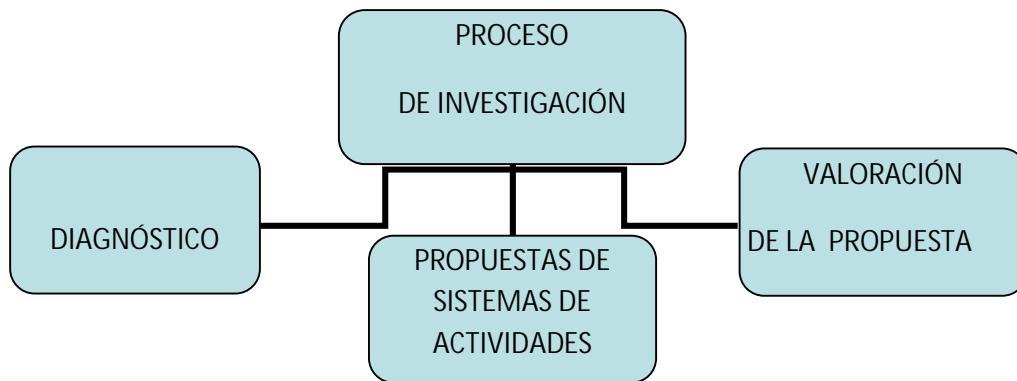 PROCESO
DE INVESTIGACIÓN
DIAGNÓSTICO
PROPUESTAS DE
SISTEMAS DE
ACTIVIDADES
VALORACIÓN
DE LA PROPUESTA